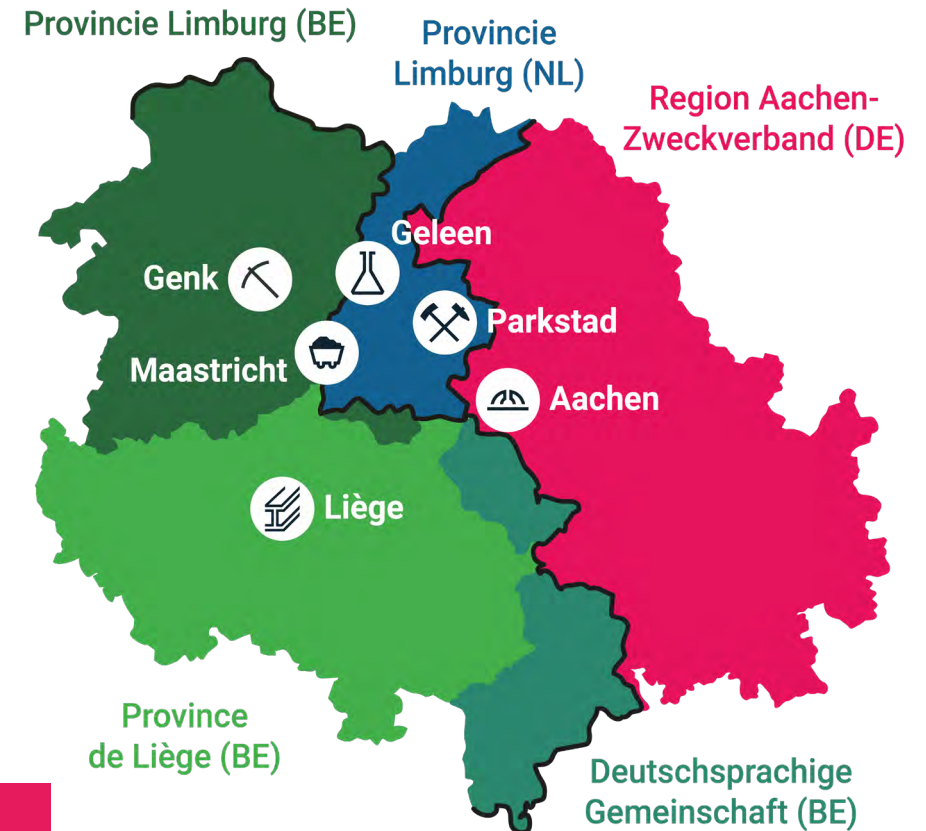 Provincie Limburg (BE)
Provincie
Limburg (NL)
Region Aachen-
Zweckverband (DE)
Geleen
Genk
Parkstad
Maastricht
Aachen
Liège
Province
de Liège (BE)
Deutschsprachige
Gemeinschaft (BE)